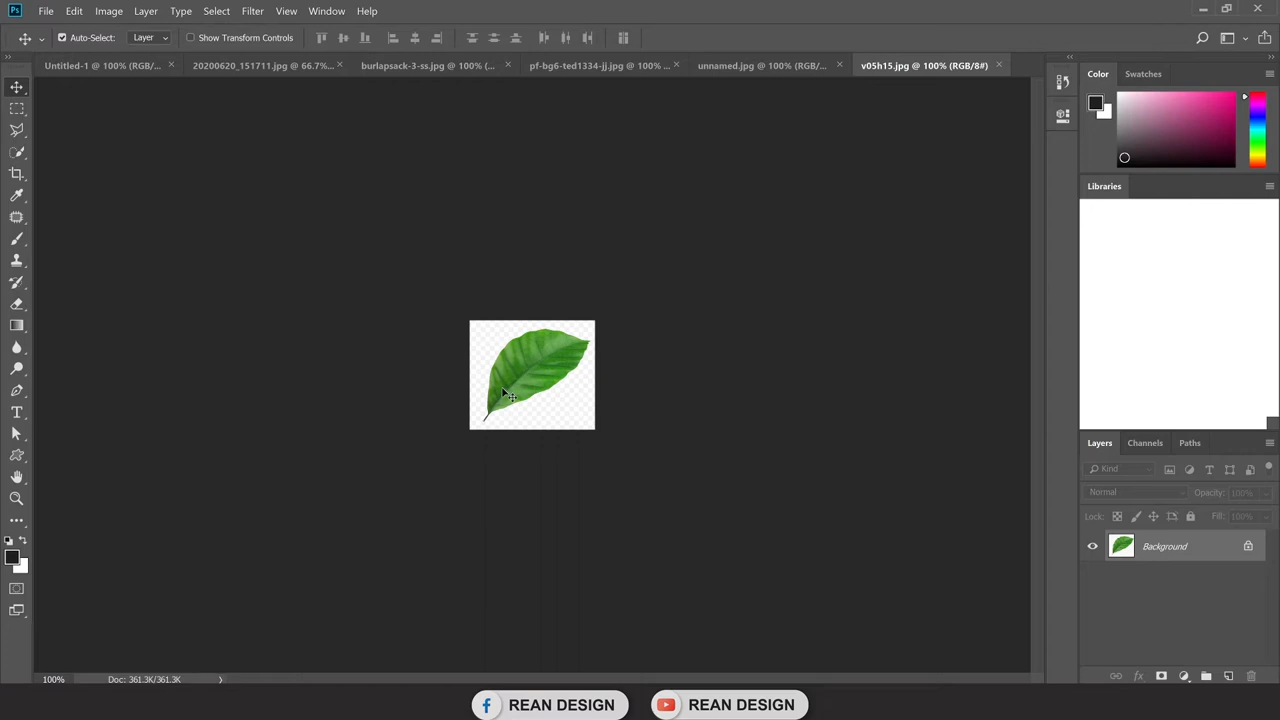 Ps File Edit Image Layer Type Select Filter View Window Help
Auto-Select: Layer Show Transform Controls
Untitled-1 @ 100% (RGB/... 20200620_151711.jpg @ 66.7%... burlapsack-3-ss.jpg @ 100% (... pf-bg6-ted1334-jj.jpg @ 100% ... unnamed.jpg @ 100% (RGB/... v05h15.jpg @ 100% (RGB/8#)
Color Swatches
Libraries
Layers Channels Paths
Kind
Normal Opacity: 100%
Lock: Fill: 100%
Background
100% Doc: 361.3K/361.3K
REAN DESIGN REAN DESIGN